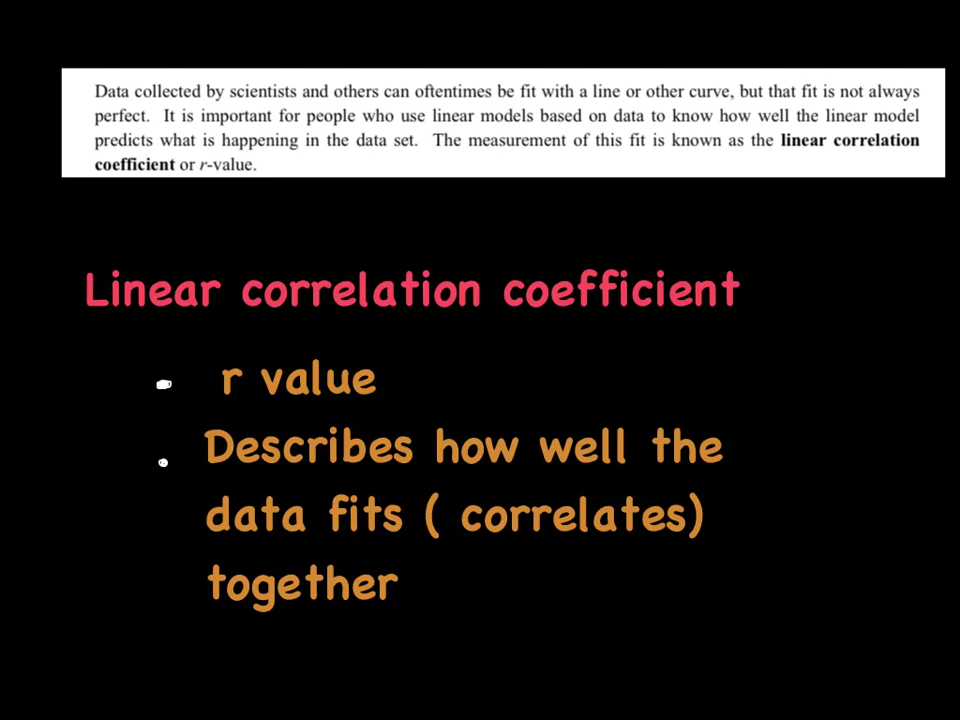 Data collected by scientists and others can oftentimes be fit with a line or other curve, but that fit is not always
perfect. It is important for people who use linear models based on data to know how well the linear model
predicts what is happening in the data set. The measurement of this fit is known as the linear correlation
coefficient or r-value.
Linear correlation coefficient
r value
Describes how well the
data fits ( correlates)
together